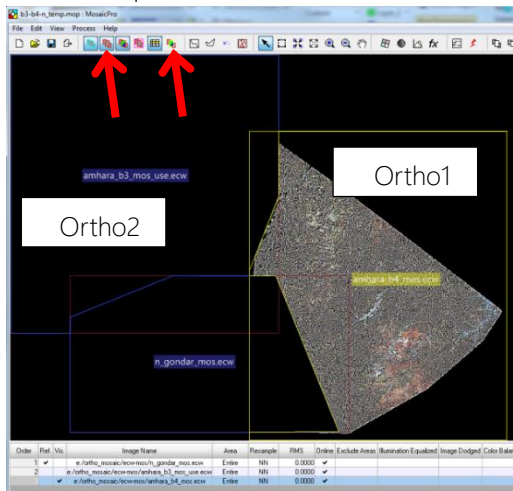 b3-b4-n_temp.mop : MosaicPro
File Edit View Process Help
fx
amhara_b3_mos_use.ecw
Ortho1
Ortho2
amhara_b4_mos.ecw
n_gondar_mos.ecw
Order Ref. Vis. Image Name Area Resample RMS Online Exclude Areas Illumination Equalized Image Dodged Color Balan
1 ✔ e:/ortho_mosaic/ecw-mos/n_gondar_mos.ecw Entire NN 0.0000 ✔
2 e:/ortho_mosaic/ecw-mos/amhara_b3_mos_use.ecw Entire NN 0.0000 ✔
✔ e:/ortho_mosaic/ecw-mos/amhara_b4_mos.ecw Entire NN 0.0000 ✔